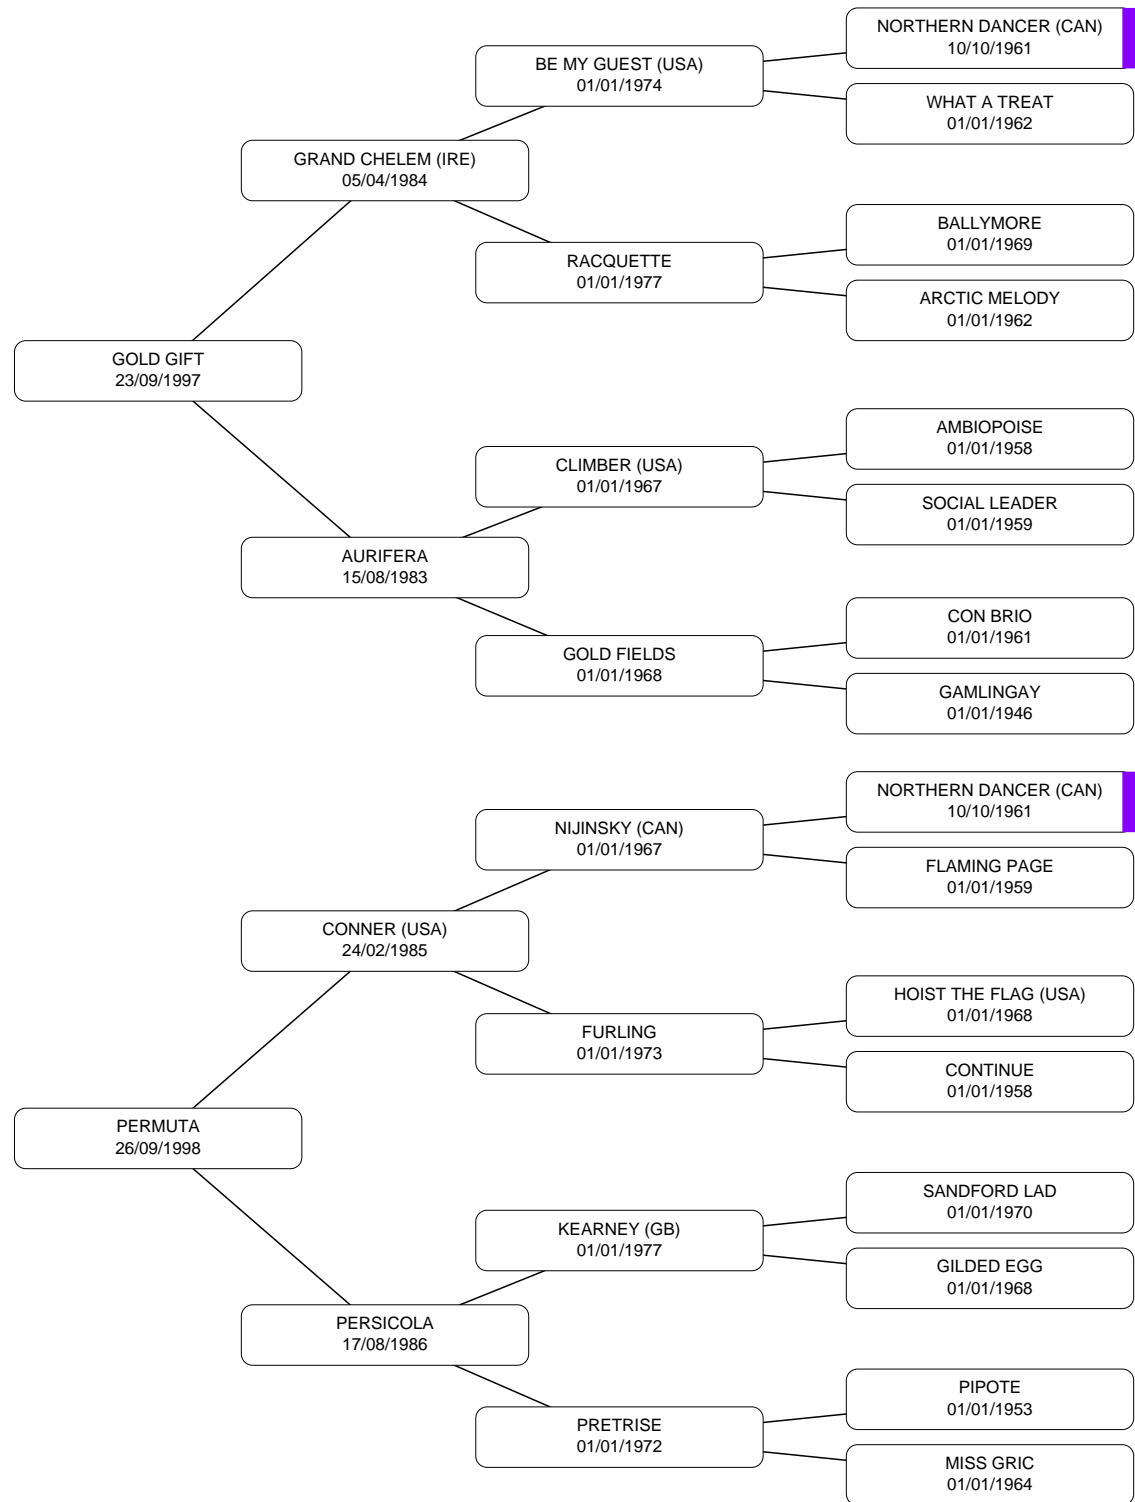 NORTHERN DANCER (CAN)
10/10/1961
BE MY GUEST (USA)
01/01/1974
WHAT A TREAT
01/01/1962
GRAND CHELEM (IRE)
05/04/1984
BALLYMORE
01/01/1969
RACQUETTE
01/01/1977
ARCTIC MELODY
01/01/1962
GOLD GIFT
23/09/1997
AMBIOPOISE
01/01/1958
CLIMBER (USA)
01/01/1967
SOCIAL LEADER
01/01/1959
AURIFERA
15/08/1983
CON BRIO
01/01/1961
GOLD FIELDS
01/01/1968
GAMLINGAY
01/01/1946
NORTHERN DANCER (CAN)
10/10/1961
NIJINSKY (CAN)
01/01/1967
FLAMING PAGE
01/01/1959
CONNER (USA)
24/02/1985
HOIST THE FLAG (USA)
01/01/1968
FURLING
01/01/1973
CONTINUE
01/01/1958
PERMUTA
26/09/1998
SANDFORD LAD
01/01/1970
KEARNEY (GB)
01/01/1977
GILDED EGG
01/01/1968
PERSICOLA
17/08/1986
PIPOTE
01/01/1953
PRETRISE
01/01/1972
MISS GRIC
01/01/1964